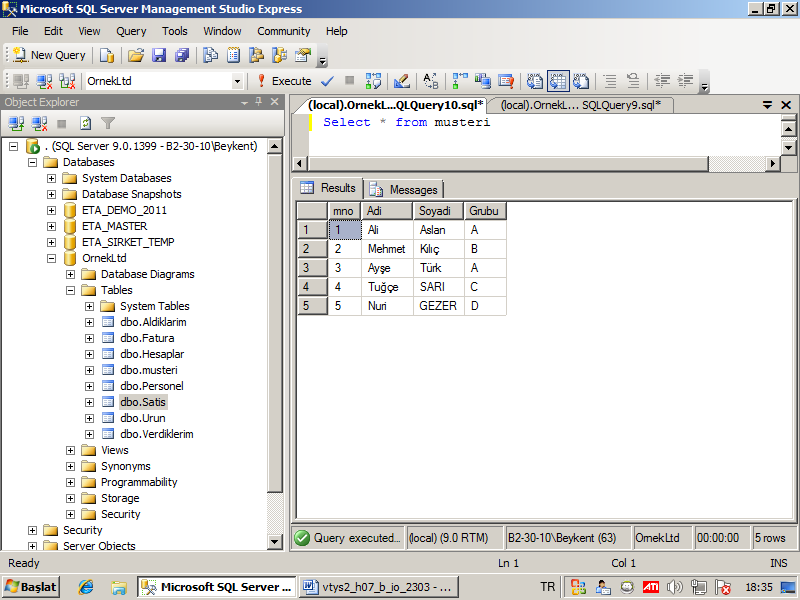 Microsoft SQL Server Management Studio Express
File Edit View Query Tools Window Community Help
New Query
OrnekLtd Execute
Object Explorer
(local).OrnekL...QLQuery10.sql* (local).OrnekL... SQLQuery9.sql*
Select * from musteri
. (SQL Server 9.0.1399 - B2-30-10\Beykent)
Databases
System Databases
Database Snapshots
ETA_DEMO_2011
ETA_MASTER
ETA_SIRKET_TEMP
OrnekLtd
Database Diagrams
Tables
System Tables
dbo.Aldiklarim
dbo.Fatura
dbo.Hesaplar
dbo.musteri
dbo.Personel
dbo.Satis
dbo.Urun
dbo.Verdiklerim
Views
Synonyms
Programmability
Storage
Security
Security
Server Objects
Results Messages
mno Adi Soyadi Grubu
1 1 Ali Aslan A
2 2 Mehmet Kılıç B
3 3 Ayşe Türk A
4 4 Tuğçe SARI C
5 5 Nuri GEZER D
Query executed... (local) (9.0 RTM) B2-30-10\Beykent (63) OrnekLtd 00:00:00 5 rows
Ready Ln 1 Col 1 INS
Başlat Microsoft SQL Server ... vtys2_h07_b_io_2303 - ... TR ATI 18:35